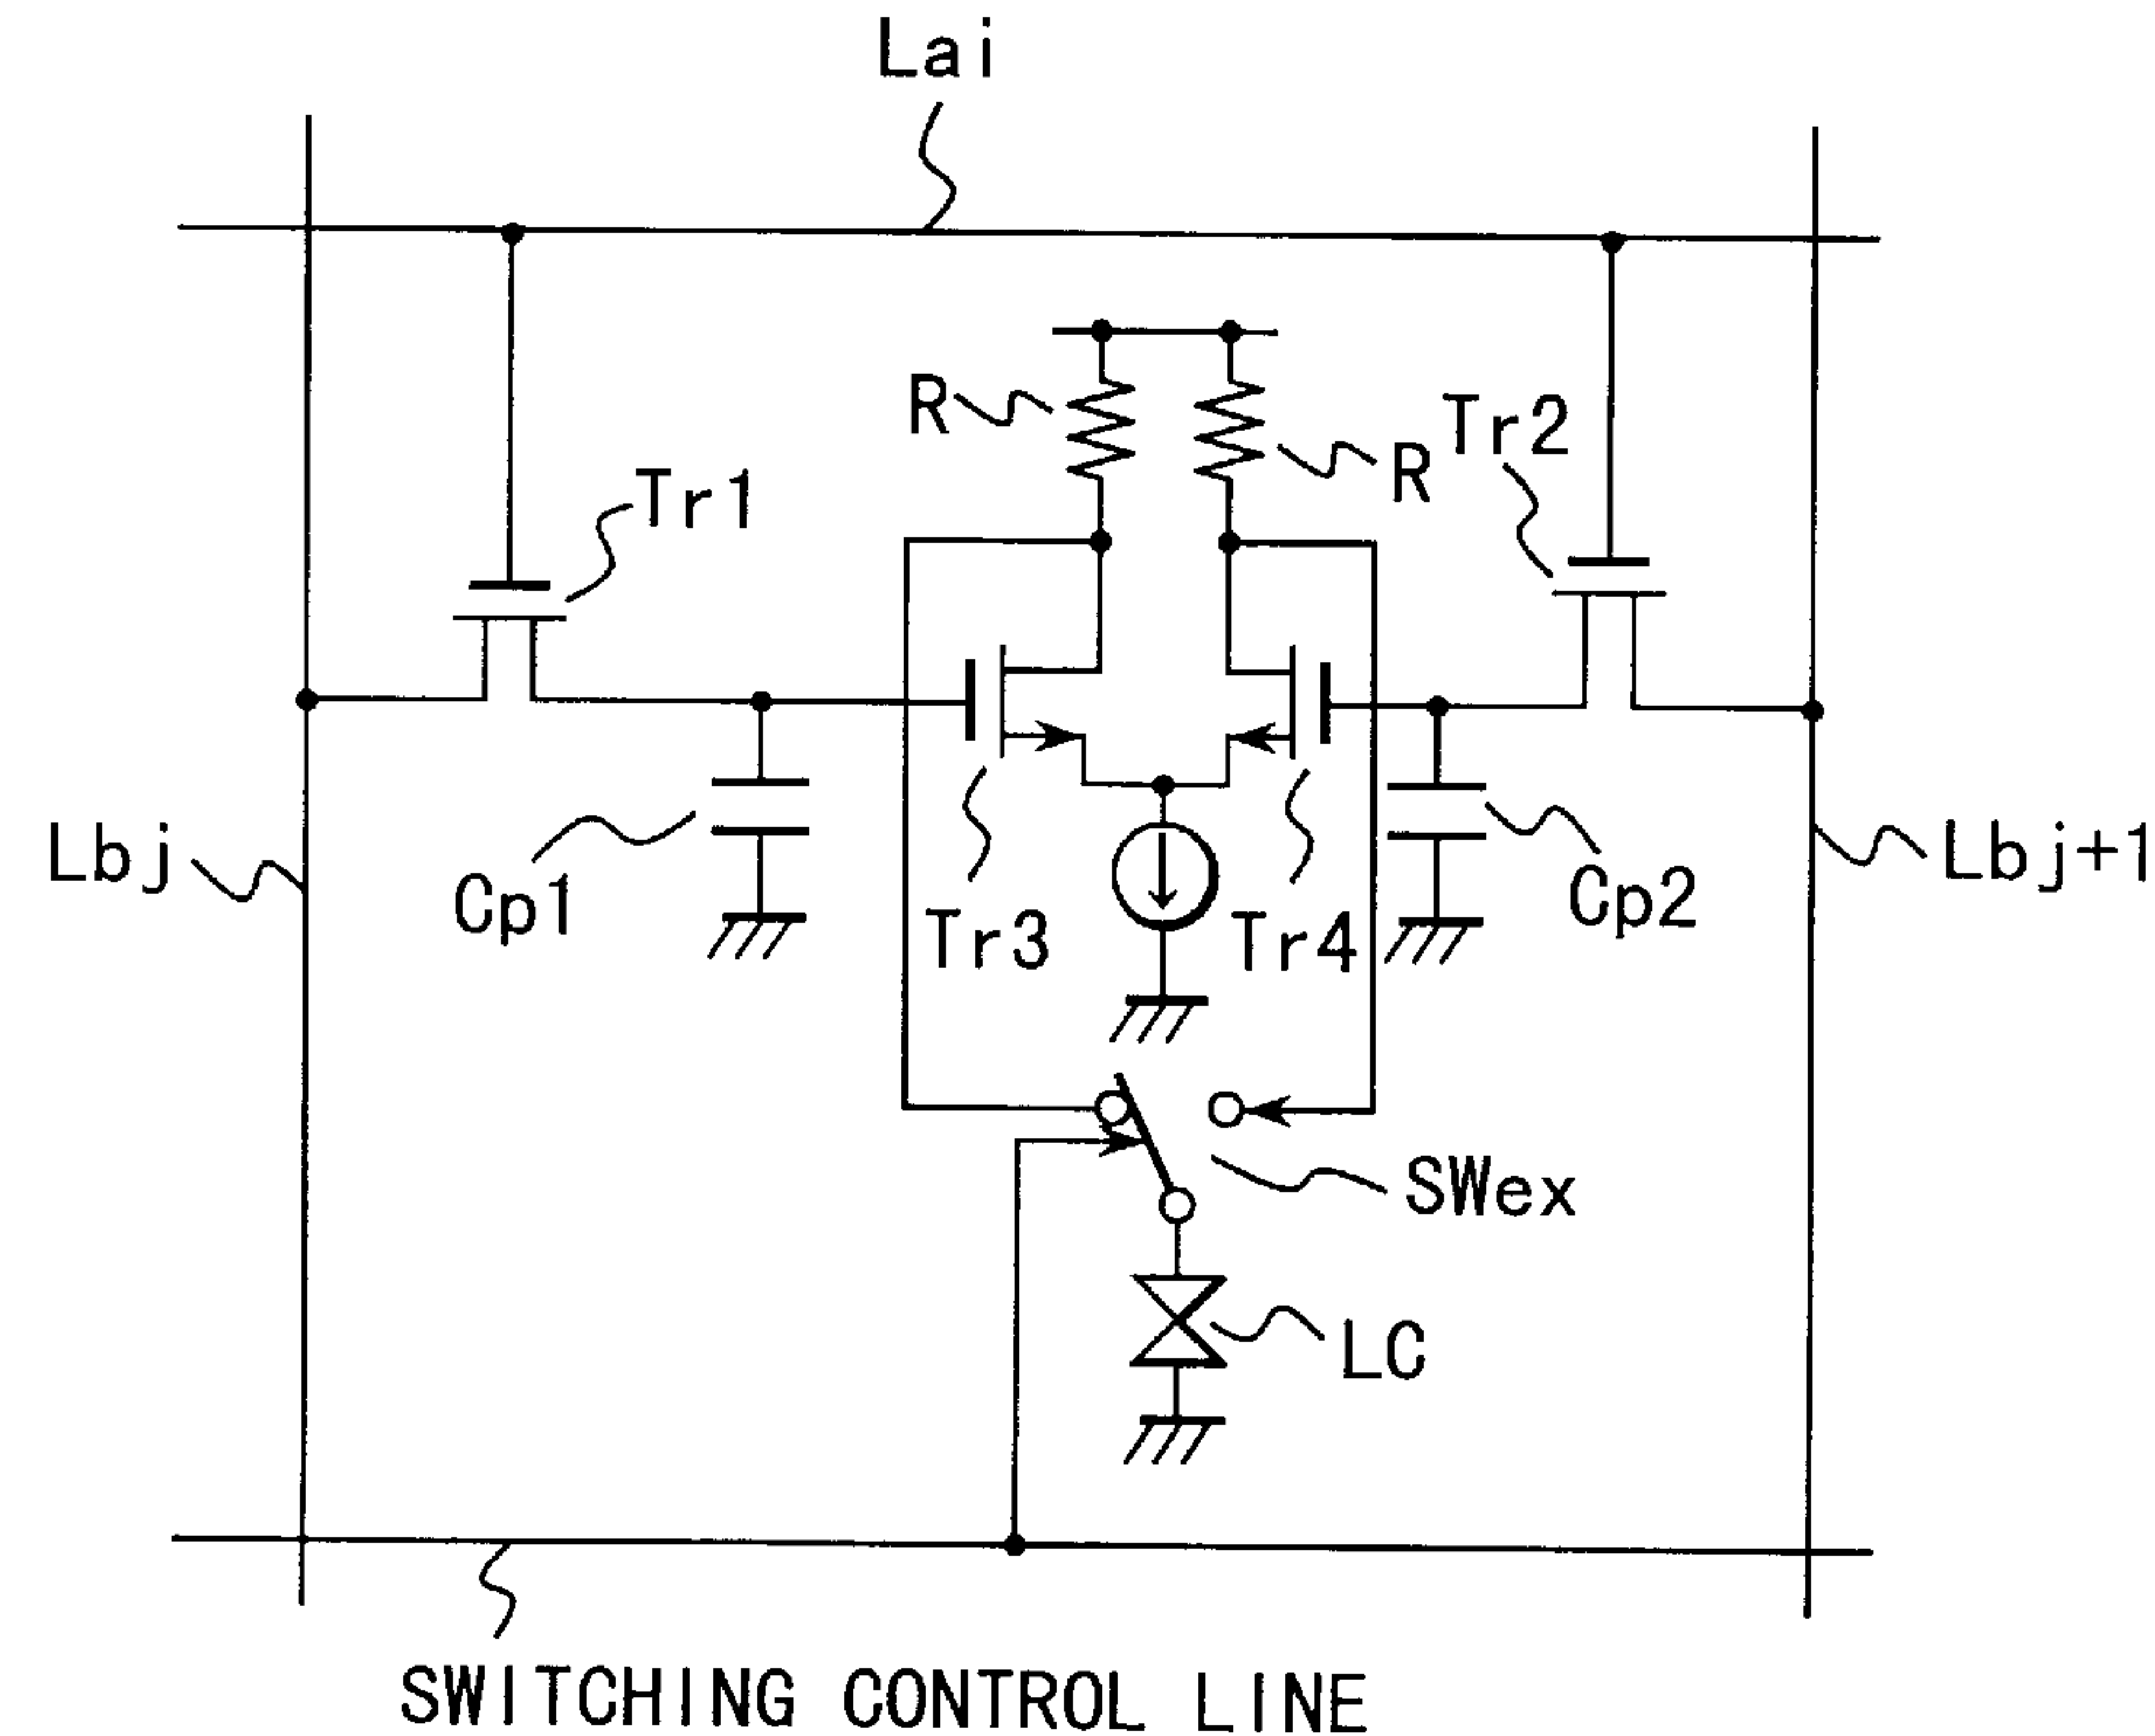 Lai
R
R
Tr2
Tr1
Lbj
Cp1
Tr3
Tr4
Cp2
Lbj+1
SWex
LC
SWITCHING CONTROL LINE